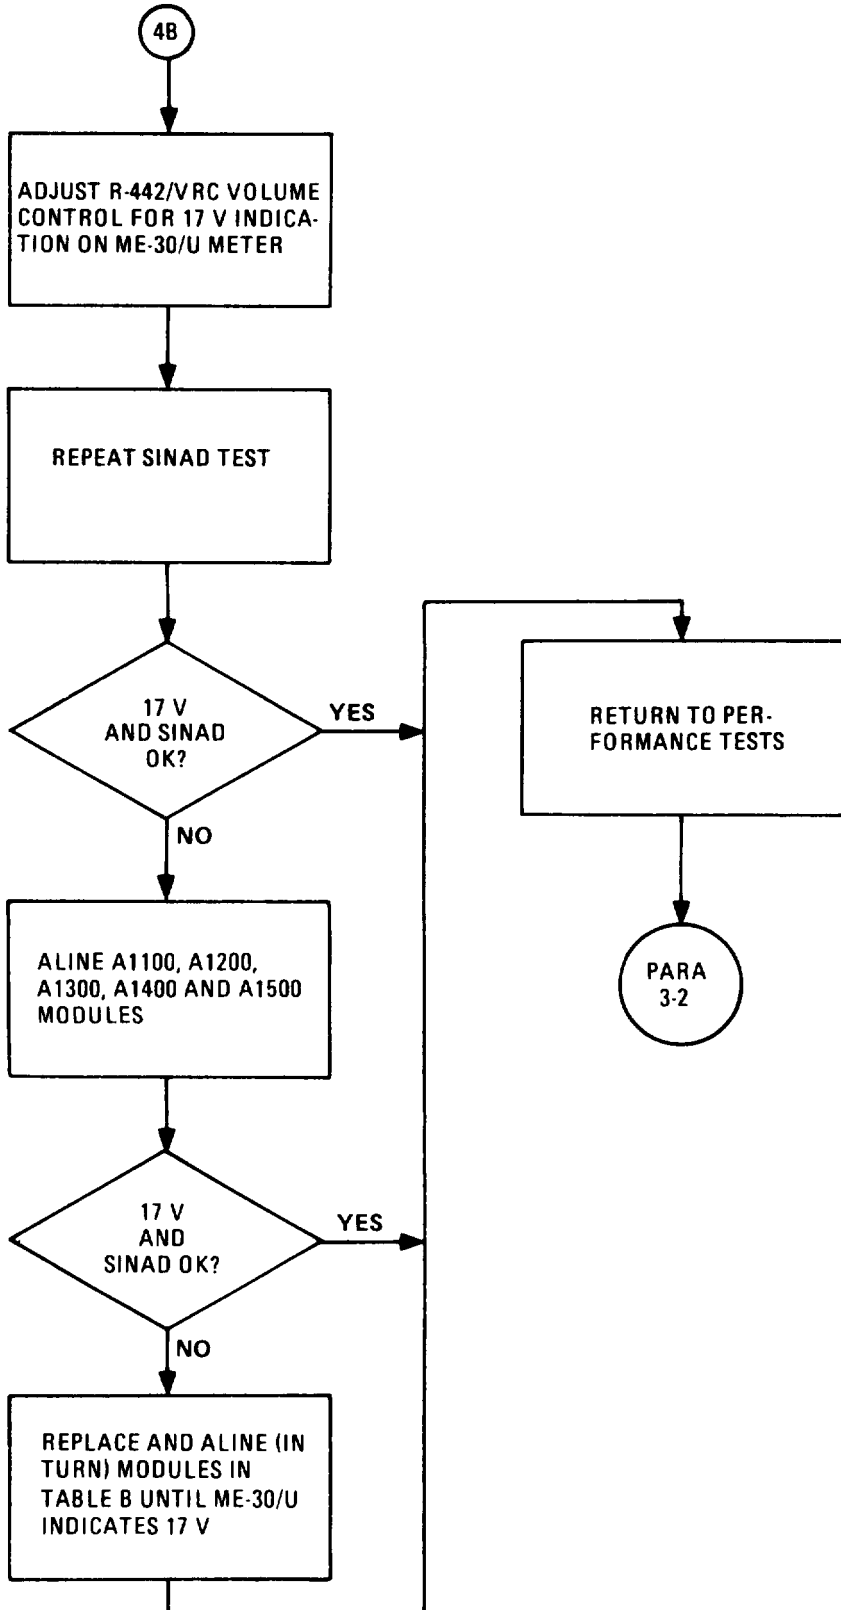 4B
ADJUST R-442/VRC VOLUME
CONTROL FOR 17 V INDICA-
TION ON ME-30/U METER
REPEAT SINAD TEST
17 V
AND SINAD
OK?
YES
NO
ALINE A1100, A1200,
A1300, A1400 AND A1500
MODULES
17 V
AND
SINAD OK?
YES
NO
REPLACE AND ALINE (IN
TURN) MODULES IN
TABLE B UNTIL ME-30/U
INDICATES 17 V
RETURN TO PER-
FORMANCE TESTS
PARA
3-2